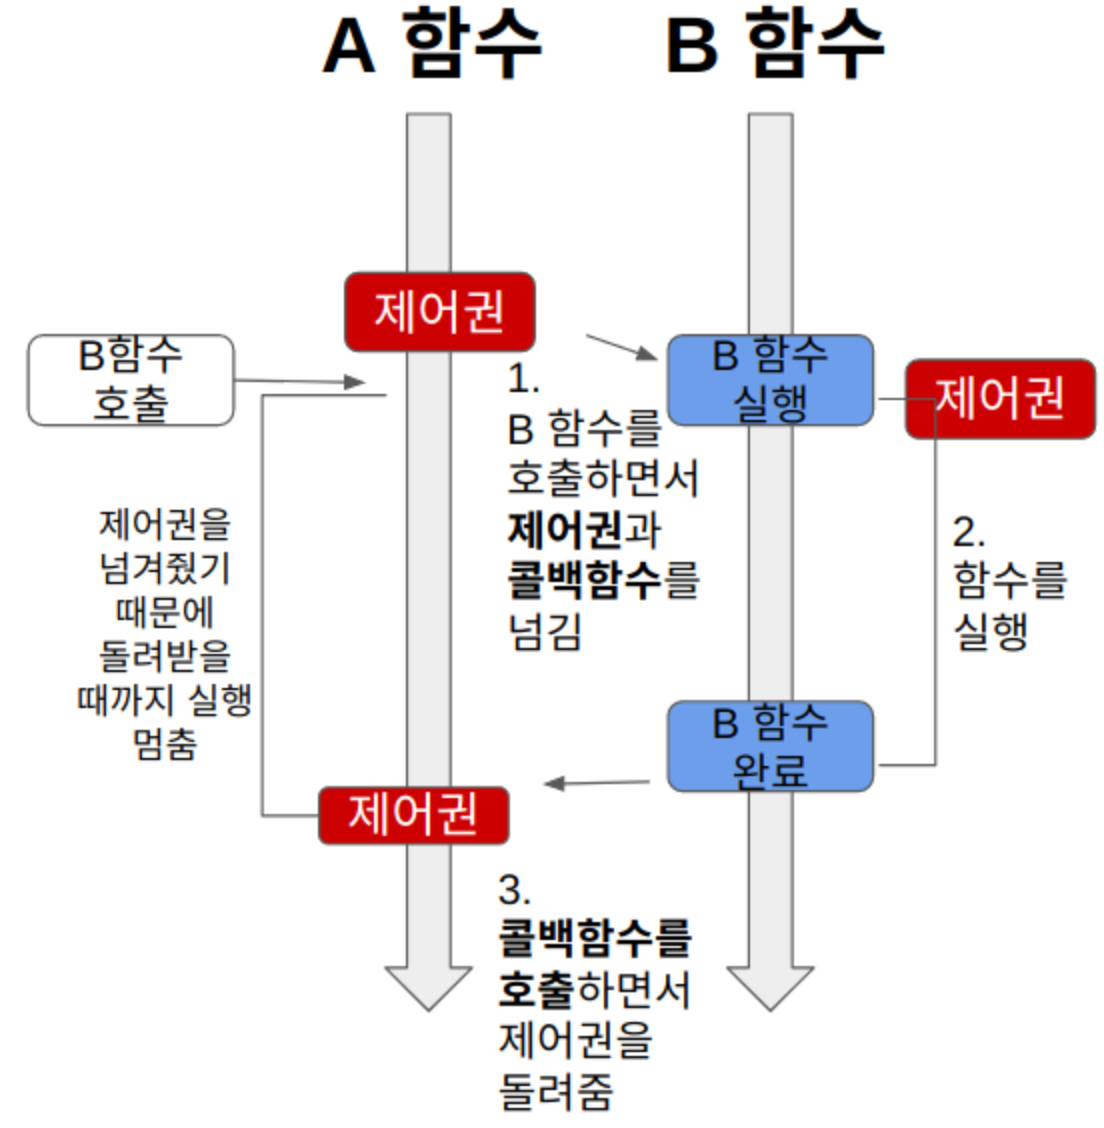 A 함수
B 함수
제어권
B함수
호출
1.
B 함수를
호출하면서
제어권과
콜백함수를
넘김
B 함수
실행
제어권
제어권을
넘겨줬기
때문에
돌려받을
때까지 실행
멈춤
2.
함수를
실행
B 함수
완료
제어권
3.
콜백함수를
호출하면서
제어권을
돌려줌